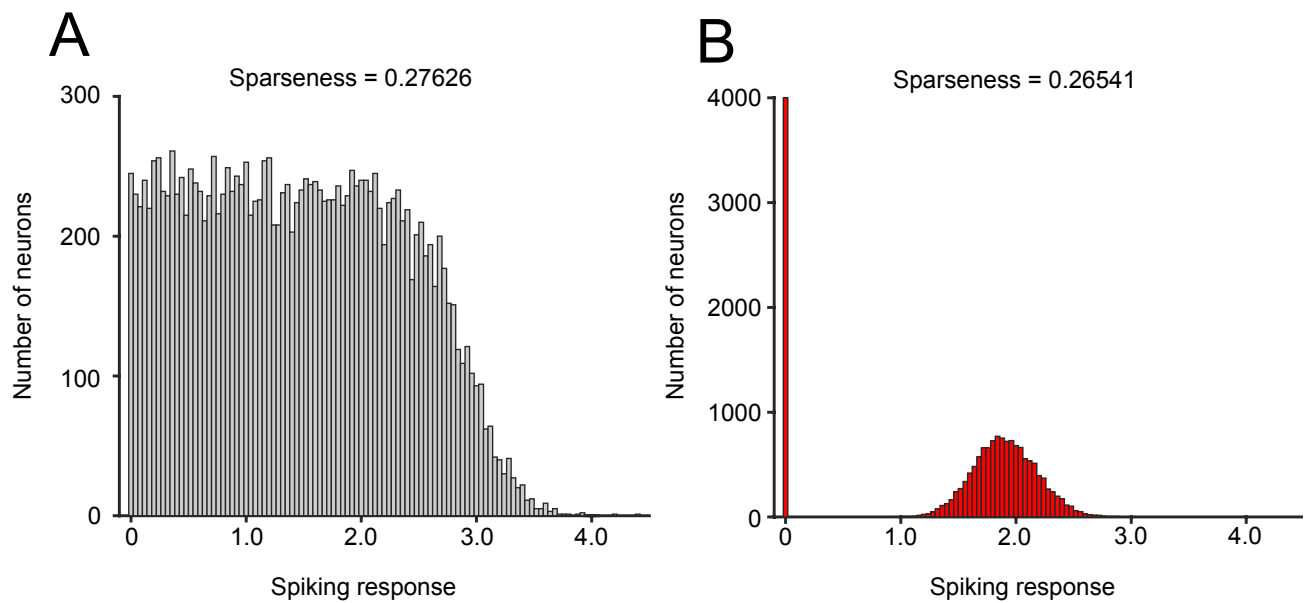 A
Sparseness = 0.27626
300
200
100
0
Number of neurons
0 1.0 2.0 3.0 4.0
Spiking response
B
Sparseness = 0.26541
4000
3000
2000
1000
0
Number of neurons
0 1.0 2.0 3.0 4.0
Spiking response